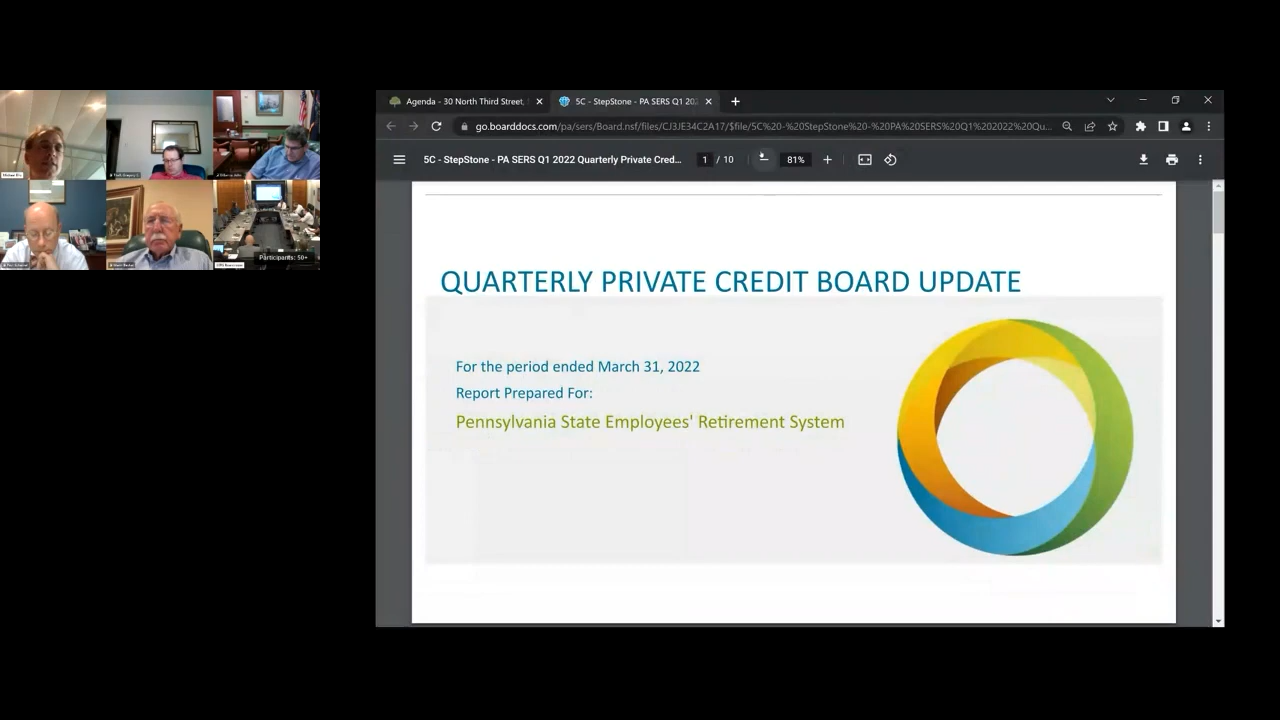 Agenda - 30 North Third Street,
5C - StepStone - PA SERS Q1 202
go.boarddocs.com/pa/sers/Board.nsf/files/CJ3JE34C2A17/$file/5C%20-%20StepStone%20-%20PA%20SERS%20Q1%202022%20Qu...
5C - StepStone - PA SERS Q1 2022 Quarterly Private Cred...
1 / 10
81%
Participants: 50+
QUARTERLY PRIVATE CREDIT BOARD UPDATE
For the period ended March 31, 2022
Report Prepared For:
Pennsylvania State Employees' Retirement System